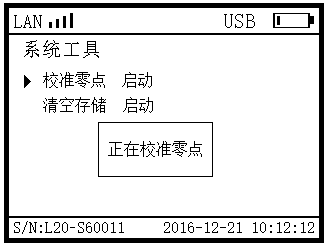 LAN USB
系统工具
校准零点 启动
清空存储 启动
正在校准零点
S/N:L20-S60011 2016-12-21 10:12:12